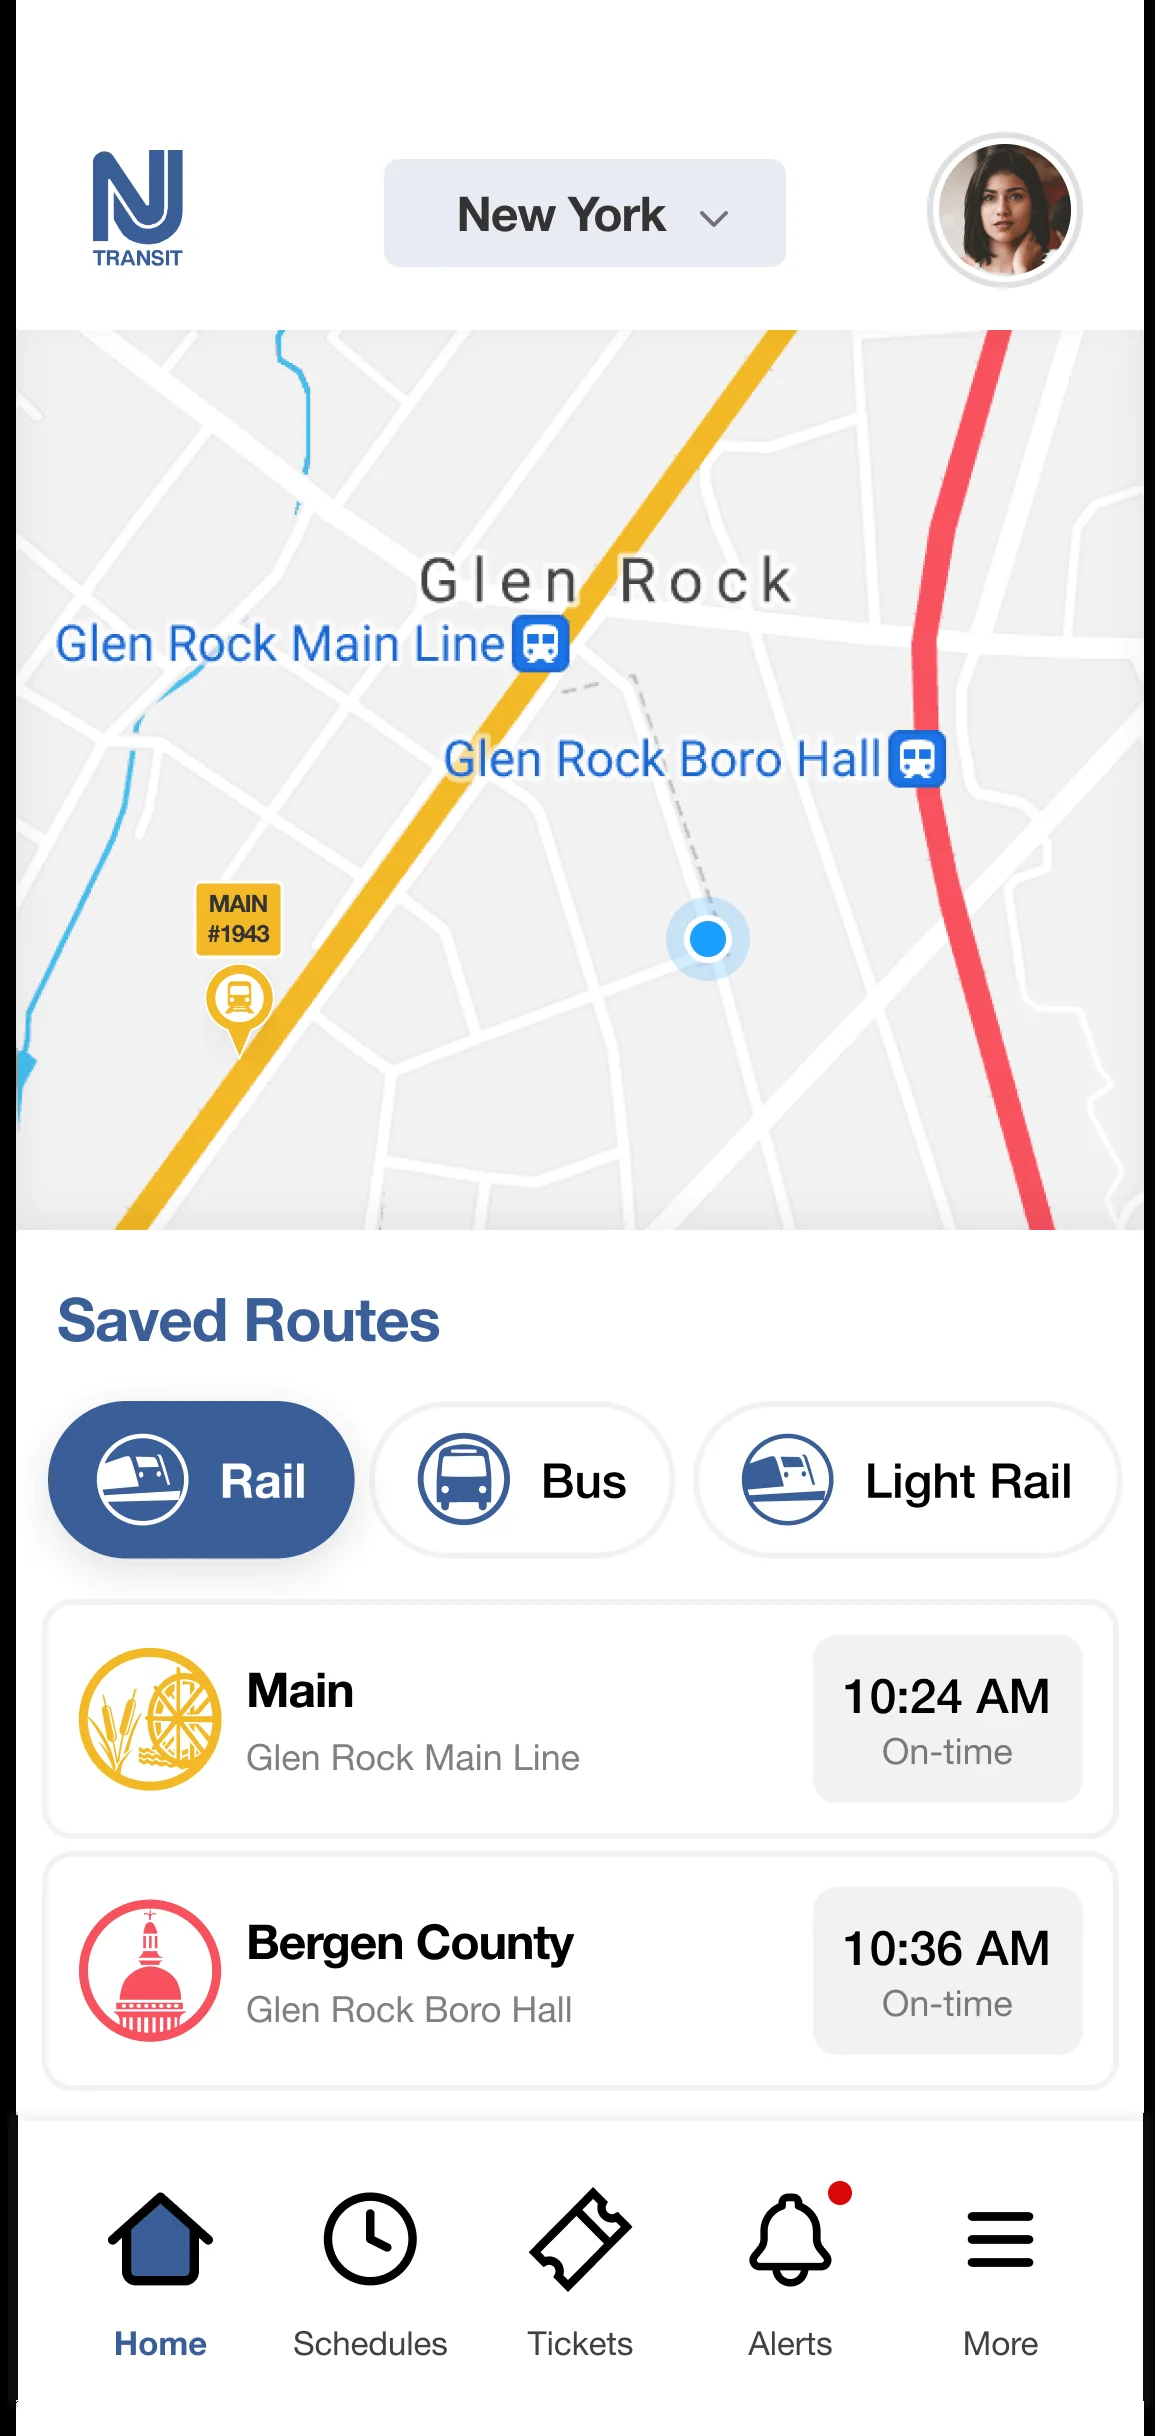 NJ
TRANSIT
New York
Glen Rock
Glen Rock Main Line
Glen Rock Boro Hall
MAIN
#1943
Saved Routes
Rail
Bus
Light Rail
Main
Glen Rock Main Line
10:24 AM
On-time
Bergen County
Glen Rock Boro Hall
10:36 AM
On-time
Home
Schedules
Tickets
Alerts
More